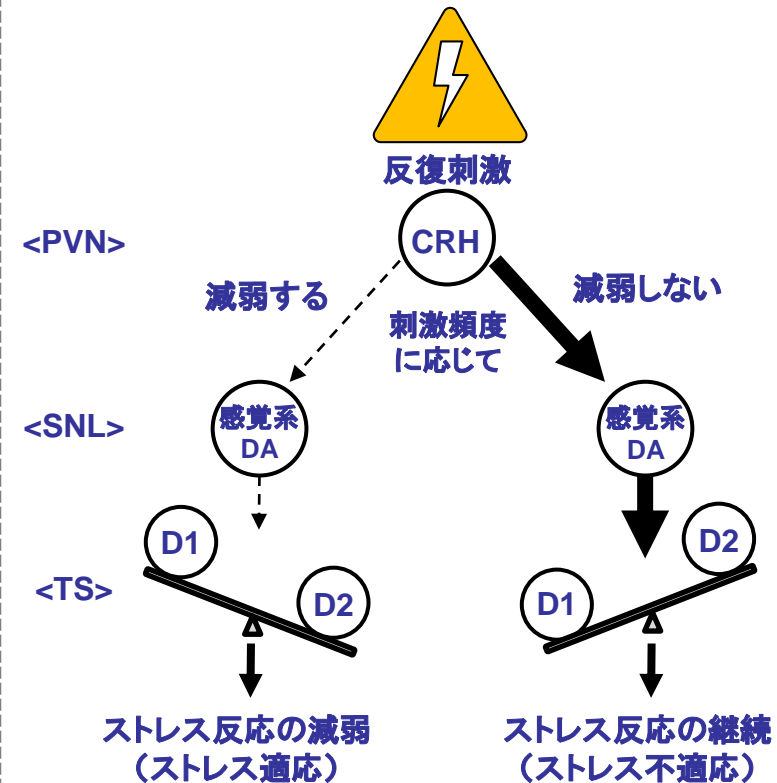 反復刺激
<PVN>
CRH
減弱する
減弱しない
刺激頻度
に応じて
<SNL>
感覚系
DA
感覚系
DA
<TS>
D1
D2
D1
D2
ストレス反応の減弱
（ストレス適応）
ストレス反応の継続
（ストレス不適応）